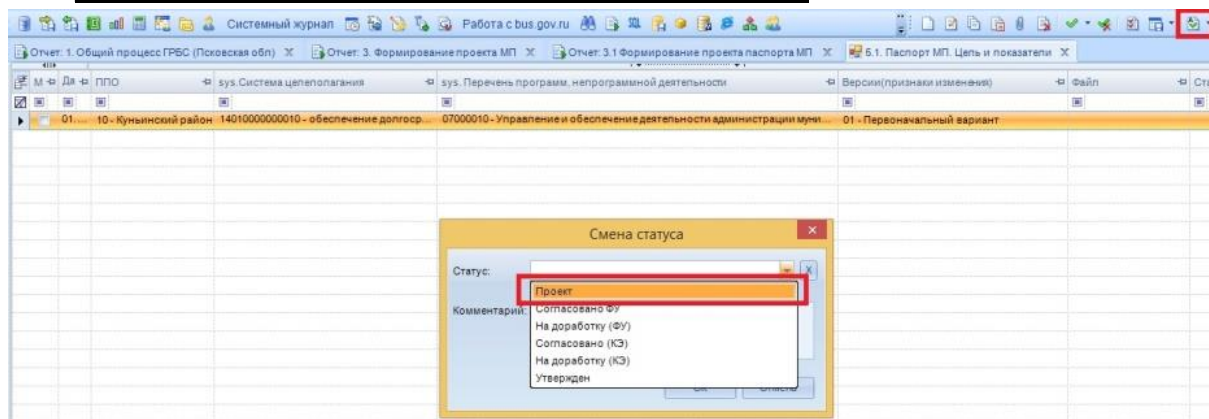 Системный журнал Работа с bus.gov.ru
Отчет: 1. Общий процесс ГРБС (Псковская обл) X Отчет: 3. Формирование проекта МП X Отчет: 3.1 Формирование проекта паспорта МП X 6.1. Паспорт МП. Цель и показатели X
М Да ППО sys.Система целеполагания sys. Перечень программ, непрограммной деятельности Версии(признаки изменения) Файл Ста
01.... 10 - Куньинский район 14010000000010 - обеспечение долгоср... 07000010 - Управление и обеспечение деятельности администрации муни... 01 - Первоначальный вариант
Смена статуса
Статус:
Проект
Комментарий: Согласовано ФУ
На доработку (ФУ)
Согласовано (КЭ)
На доработку (КЭ)
Утвержден